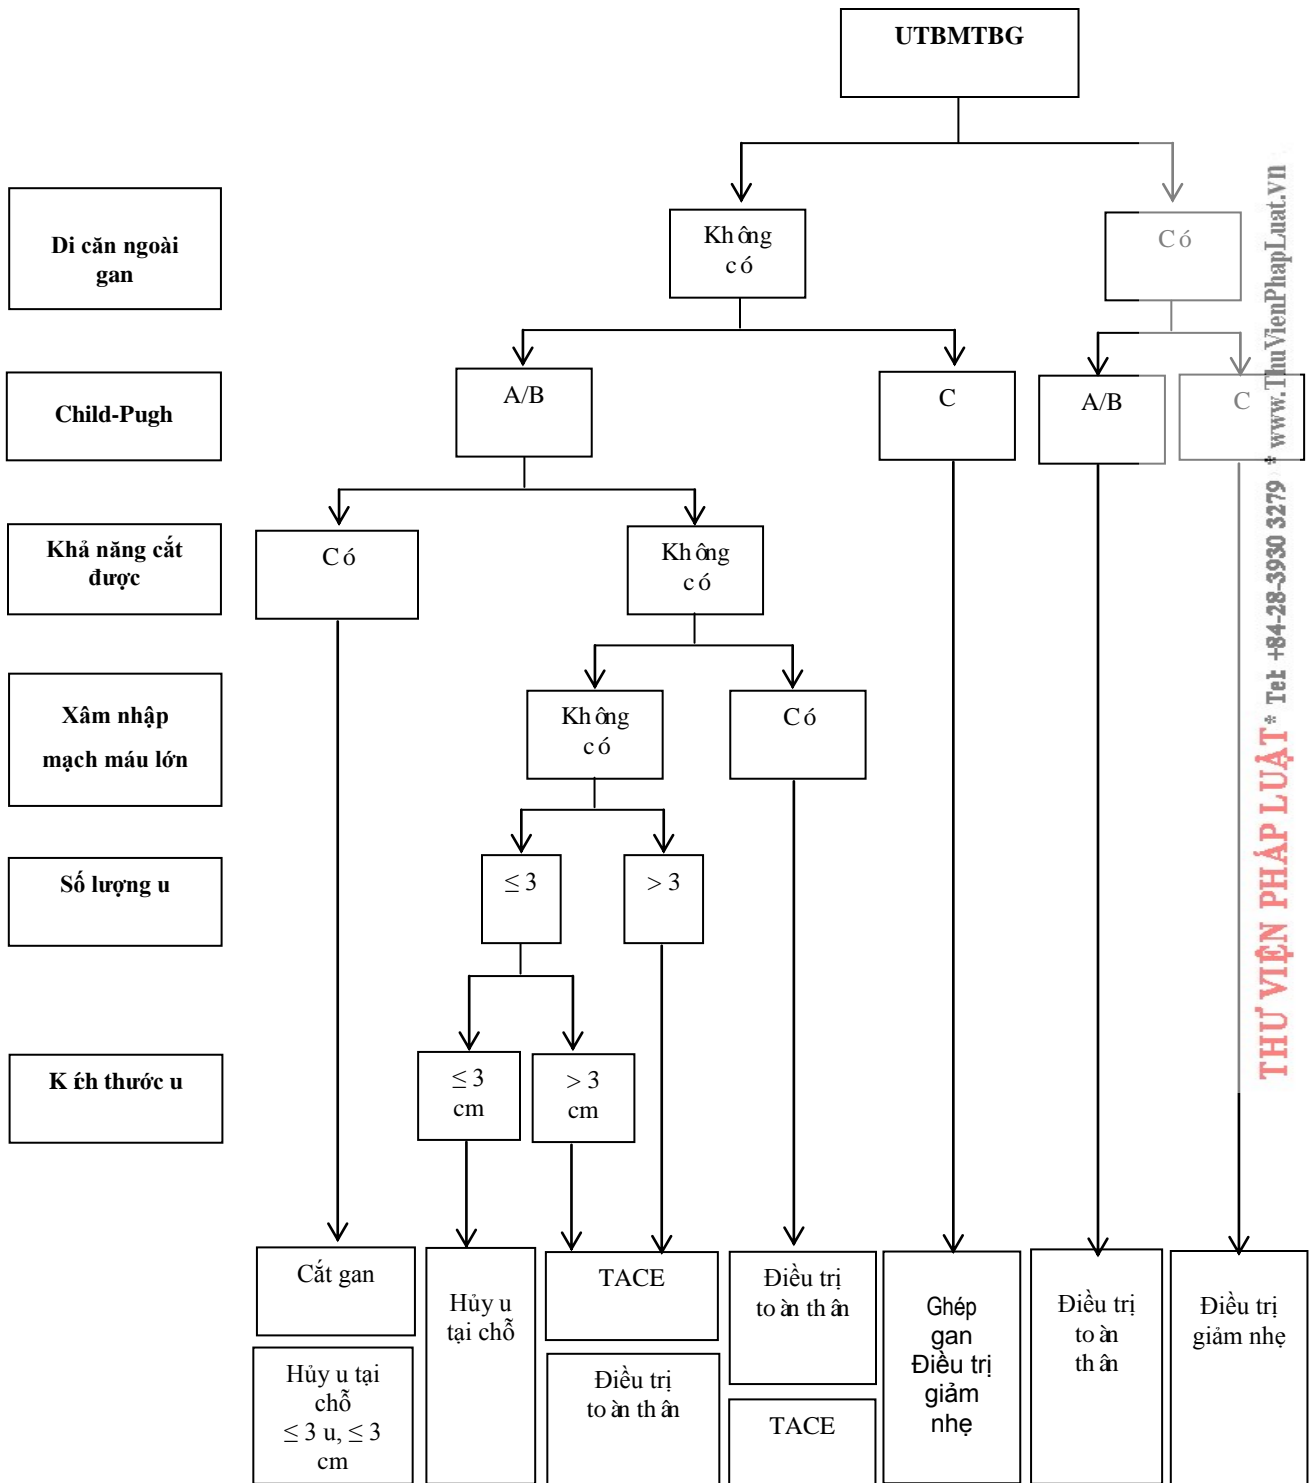 UTBMTBG
Di căn ngoài
gan
Không
có
Có
Child-Pugh
A/B
C
A/B
C
Khả năng cắt
được
Có
Không
có
Xâm nhập
mạch máu lớn
Không
có
Có
Số lượng u
≤ 3
> 3
Kích thước u
≤ 3
cm
> 3
cm
Cắt gan
Hủy u tại
chỗ
≤ 3 u, ≤ 3
cm
Hủy u
tại chỗ
TACE
Điều trị
toàn thân
Điều trị
toàn thân
TACE
Ghép
gan
Điều trị
giảm
nhẹ
Điều trị
toàn
thân
Điều trị
giảm nhẹ
THƯ VIỆN PHÁP LUẬT * Tel: +84-28-3930 3279 * www.ThuVienPhapLuat.vn